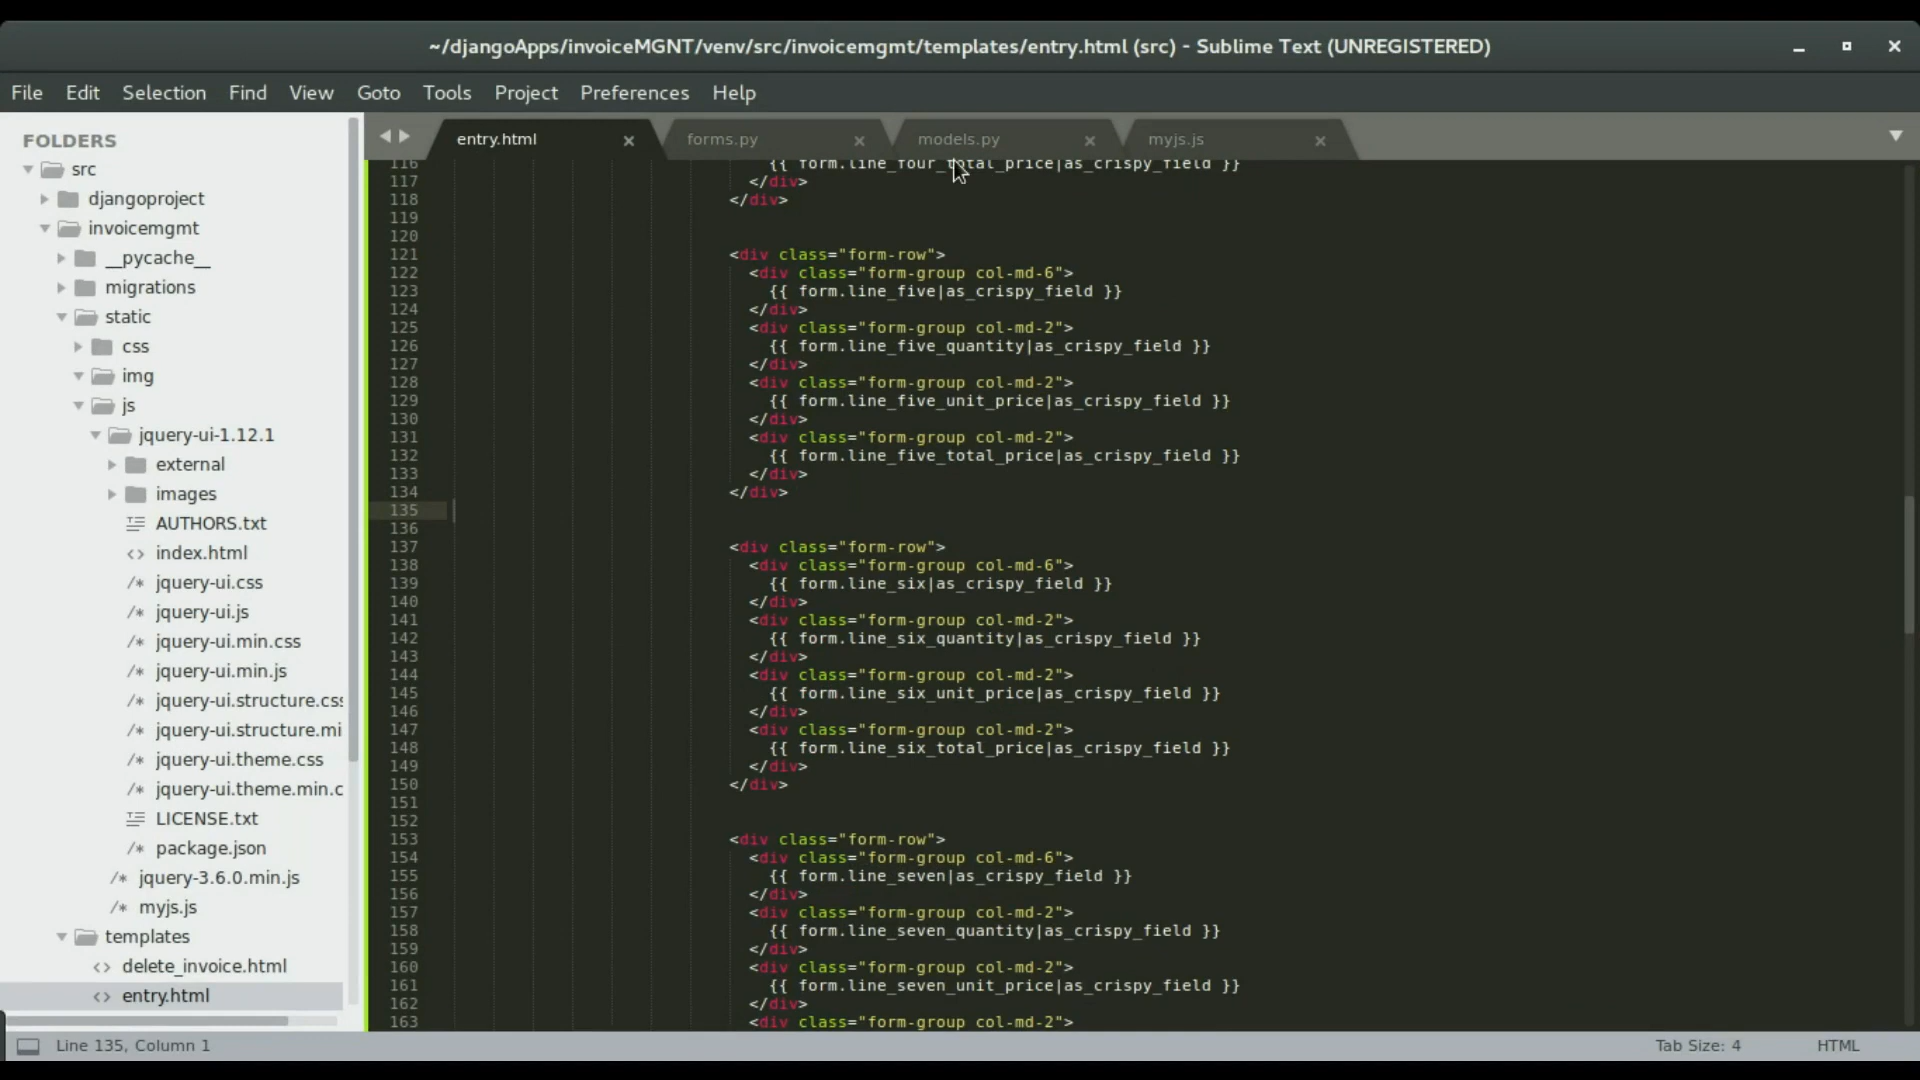 ~/djangoApps/invoiceMGNT/venv/src/invoicemgmt/templates/entry.html (src) - Sublime Text (UNREGISTERED)
File Edit Selection Find View Goto Tools Project Preferences Help
FOLDERS
src
djangoproject
invoicemgmt
__pycache__
migrations
static
css
img
js
jquery-ui-1.12.1
external
images
AUTHORS.txt
index.html
jquery-ui.css
jquery-ui.js
jquery-ui.min.css
jquery-ui.min.js
jquery-ui.structure.css
jquery-ui.structure.mi
jquery-ui.theme.css
jquery-ui.theme.min.c
LICENSE.txt
package.json
jquery-3.6.0.min.js
myjs.js
templates
delete_invoice.html
entry.html
entry.html forms.py models.py myjs.js
116 {{ form.line_four_total_price|as_crispy_field }}
117 </div>
118 </div>
119
120
121 <div class="form-row">
122 <div class="form-group col-md-6">
123 {{ form.line_five|as_crispy_field }}
124 </div>
125 <div class="form-group col-md-2">
126 {{ form.line_five_quantity|as_crispy_field }}
127 </div>
128 <div class="form-group col-md-2">
129 {{ form.line_five_unit_price|as_crispy_field }}
130 </div>
131 <div class="form-group col-md-2">
132 {{ form.line_five_total_price|as_crispy_field }}
133 </div>
134 </div>
135
136
137 <div class="form-row">
138 <div class="form-group col-md-6">
139 {{ form.line_six|as_crispy_field }}
140 </div>
141 <div class="form-group col-md-2">
142 {{ form.line_six_quantity|as_crispy_field }}
143 </div>
144 <div class="form-group col-md-2">
145 {{ form.line_six_unit_price|as_crispy_field }}
146 </div>
147 <div class="form-group col-md-2">
148 {{ form.line_six_total_price|as_crispy_field }}
149 </div>
150 </div>
151
152
153 <div class="form-row">
154 <div class="form-group col-md-6">
155 {{ form.line_seven|as_crispy_field }}
156 </div>
157 <div class="form-group col-md-2">
158 {{ form.line_seven_quantity|as_crispy_field }}
159 </div>
160 <div class="form-group col-md-2">
161 {{ form.line_seven_unit_price|as_crispy_field }}
162 </div>
163 <div class="form-group col-md-2">
Line 135, Column 1 Tab Size: 4 HTML